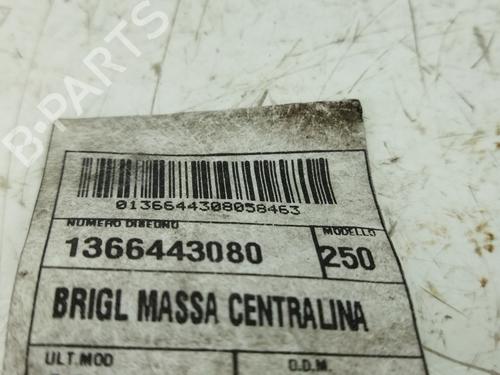 B-PARTS
0136644308058463
NUMERO DISEGNO
MODELLO
1366443080
250
BRIGL MASSA CENTRALINA
ULT.MOD
D.D.M.